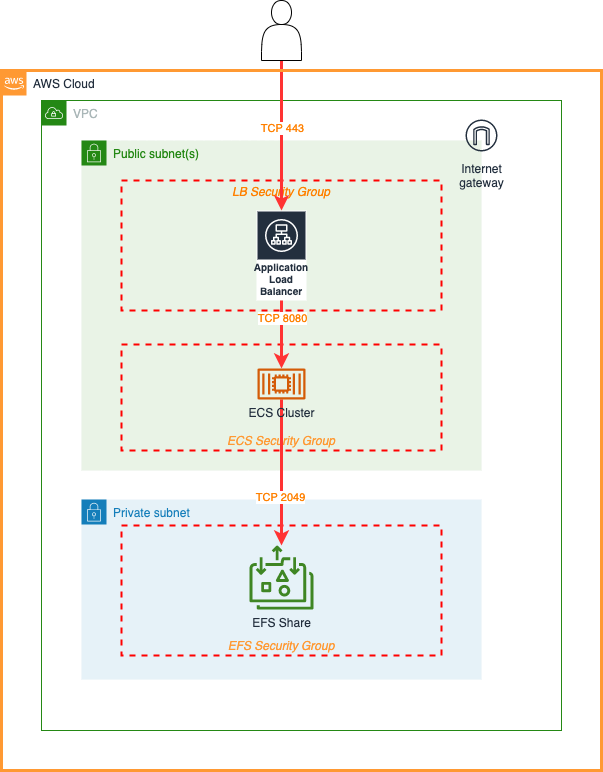 aws
AWS Cloud
VPC
TCP 443
Public subnet(s)
Internet
gateway
LB Security Group
Application
Load
Balancer
TCP 8080
ECS Cluster
ECS Security Group
TCP 2049
Private subnet
EFS Share
EFS Security Group